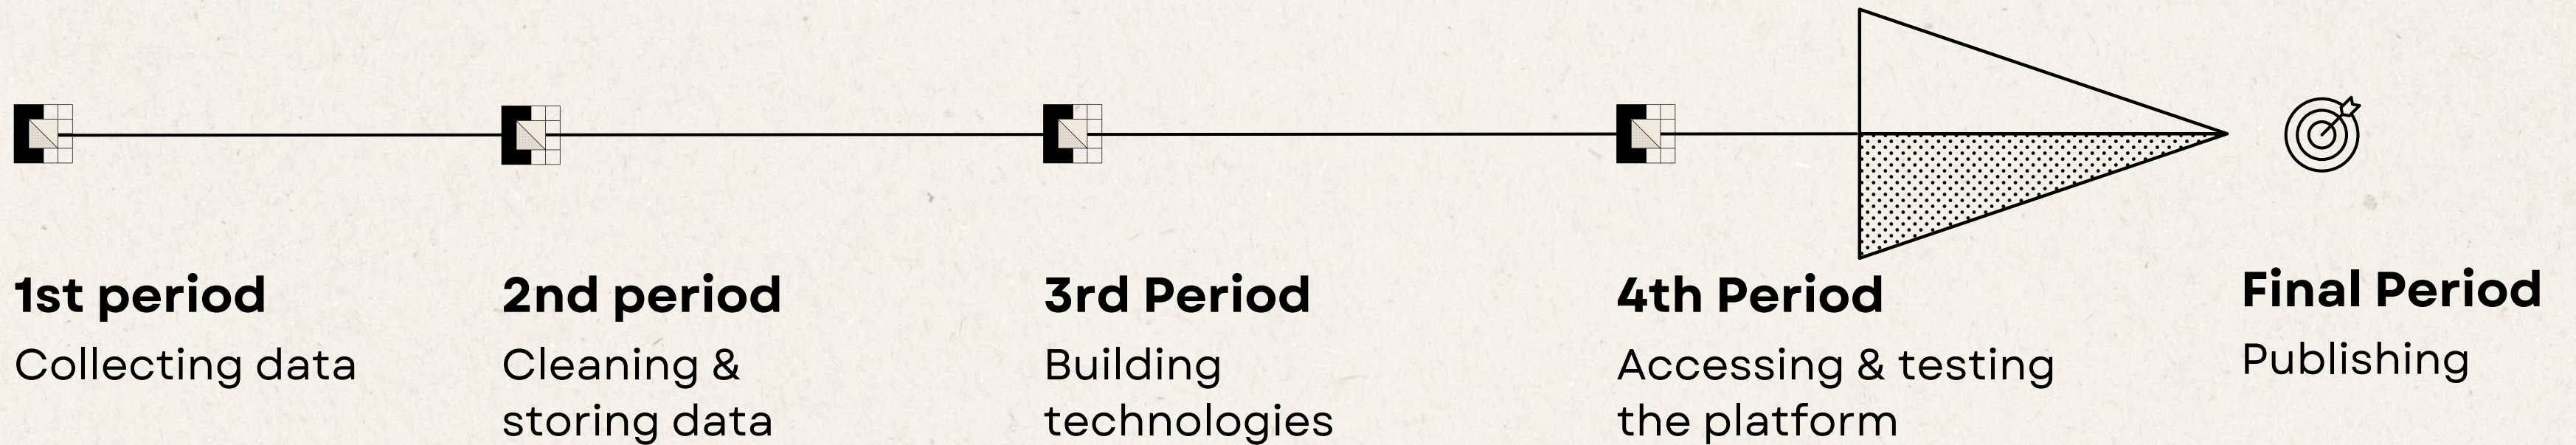 1st period
Collecting data
2nd period
Cleaning &
storing data
3rd Period
Building
technologies
4th Period
Accessing & testing
the platform
Final Period
Publishing